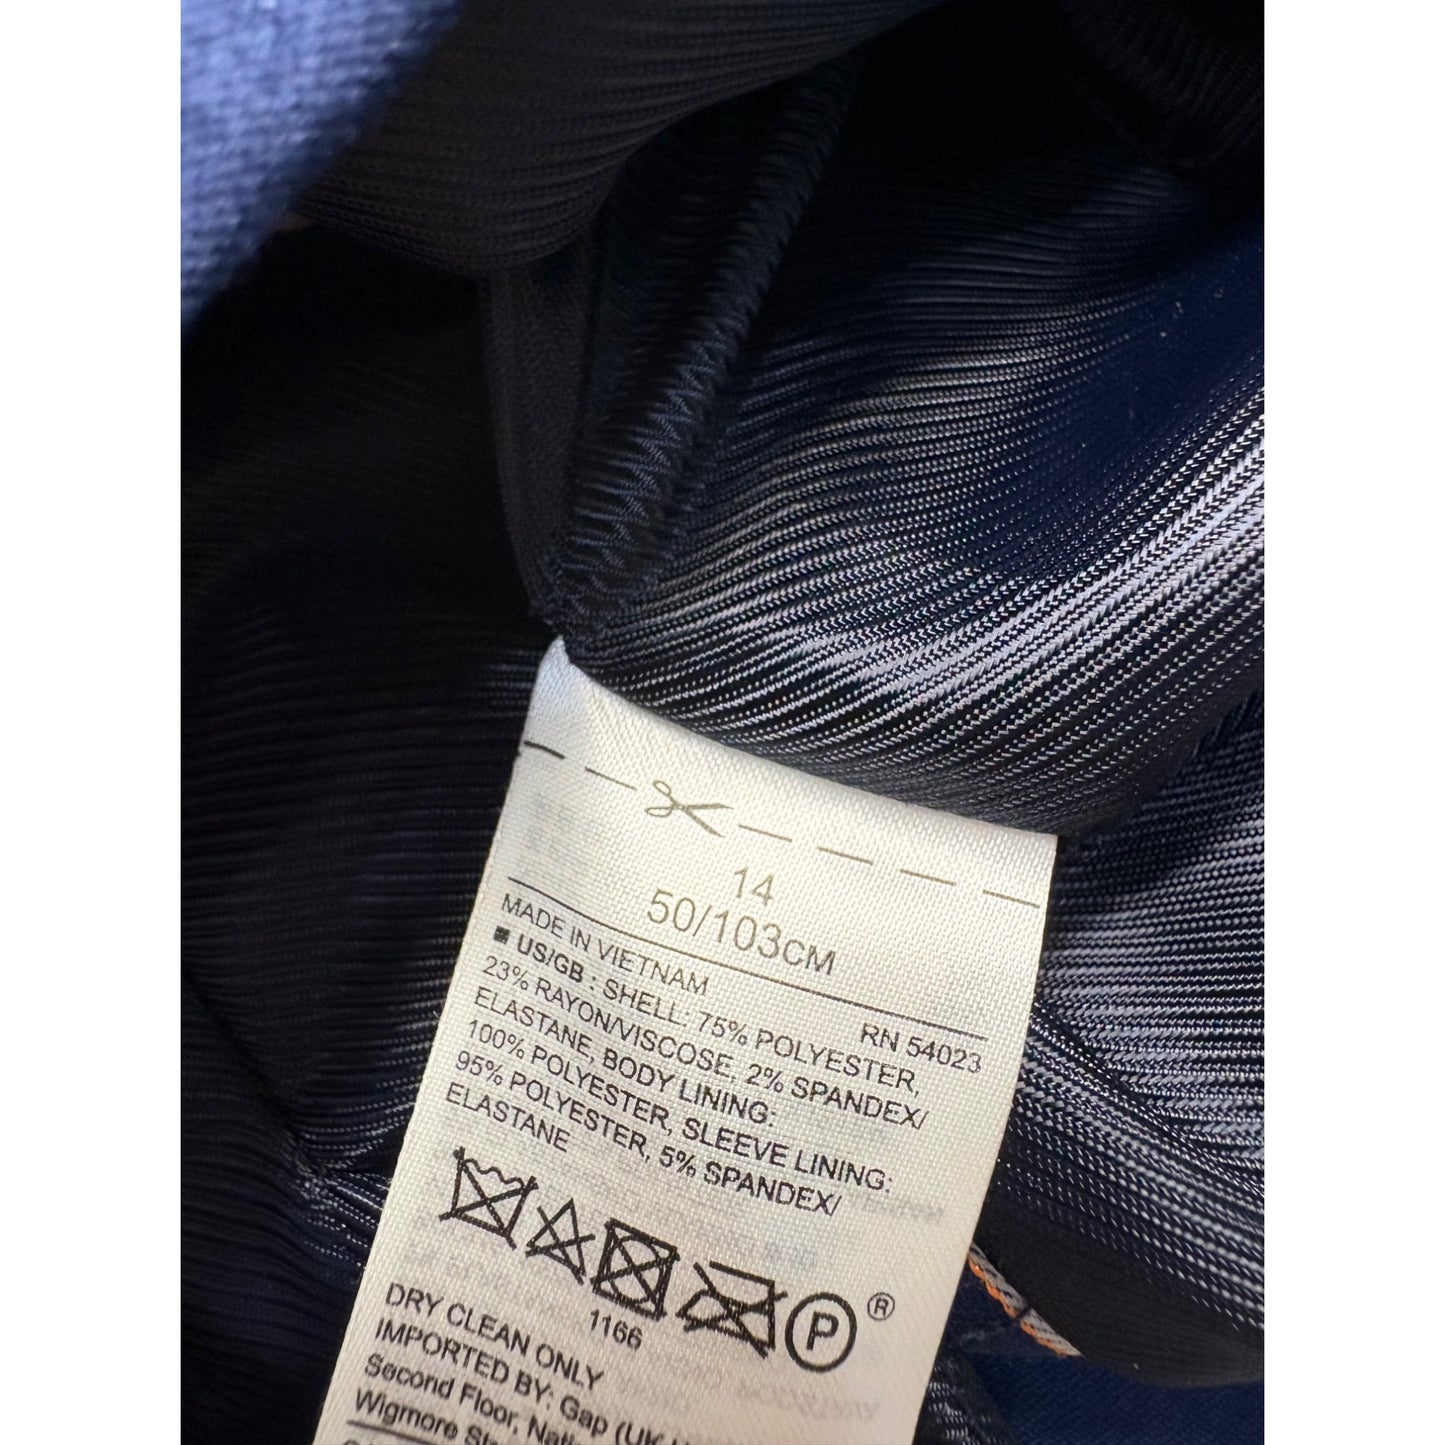 14
50/103CM
MADE IN VIETNAM
RN 54023
US/GB : SHELL: 75% POLYESTER,
23% RAYON/VISCOSE, 2% SPANDEX/
ELASTANE, BODY LINING:
100% POLYESTER, SLEEVE LINING:
95% POLYESTER, 5% SPANDEX/
ELASTANE
P ®
1166
DRY CLEAN ONLY
IMPORTED BY: Gap (UK
Second Floor,
Wigmore